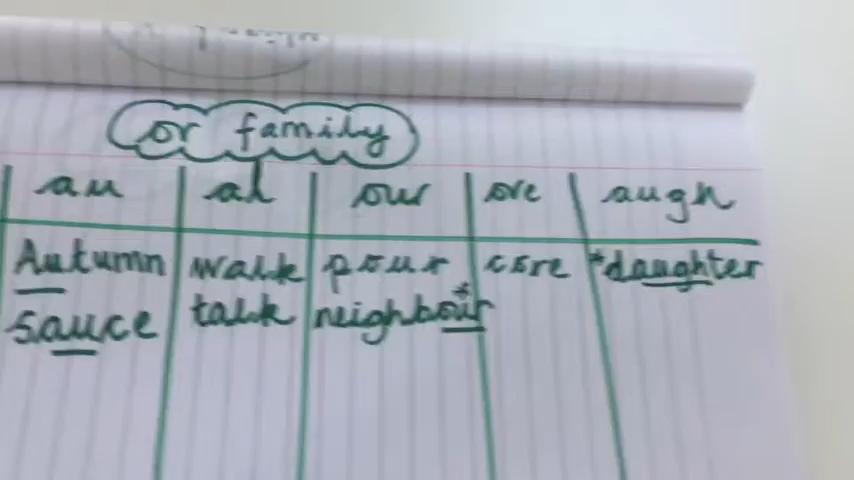 or family
au al our ore augh
Autumn walk pour core *daughter
sauce talk neighbour*